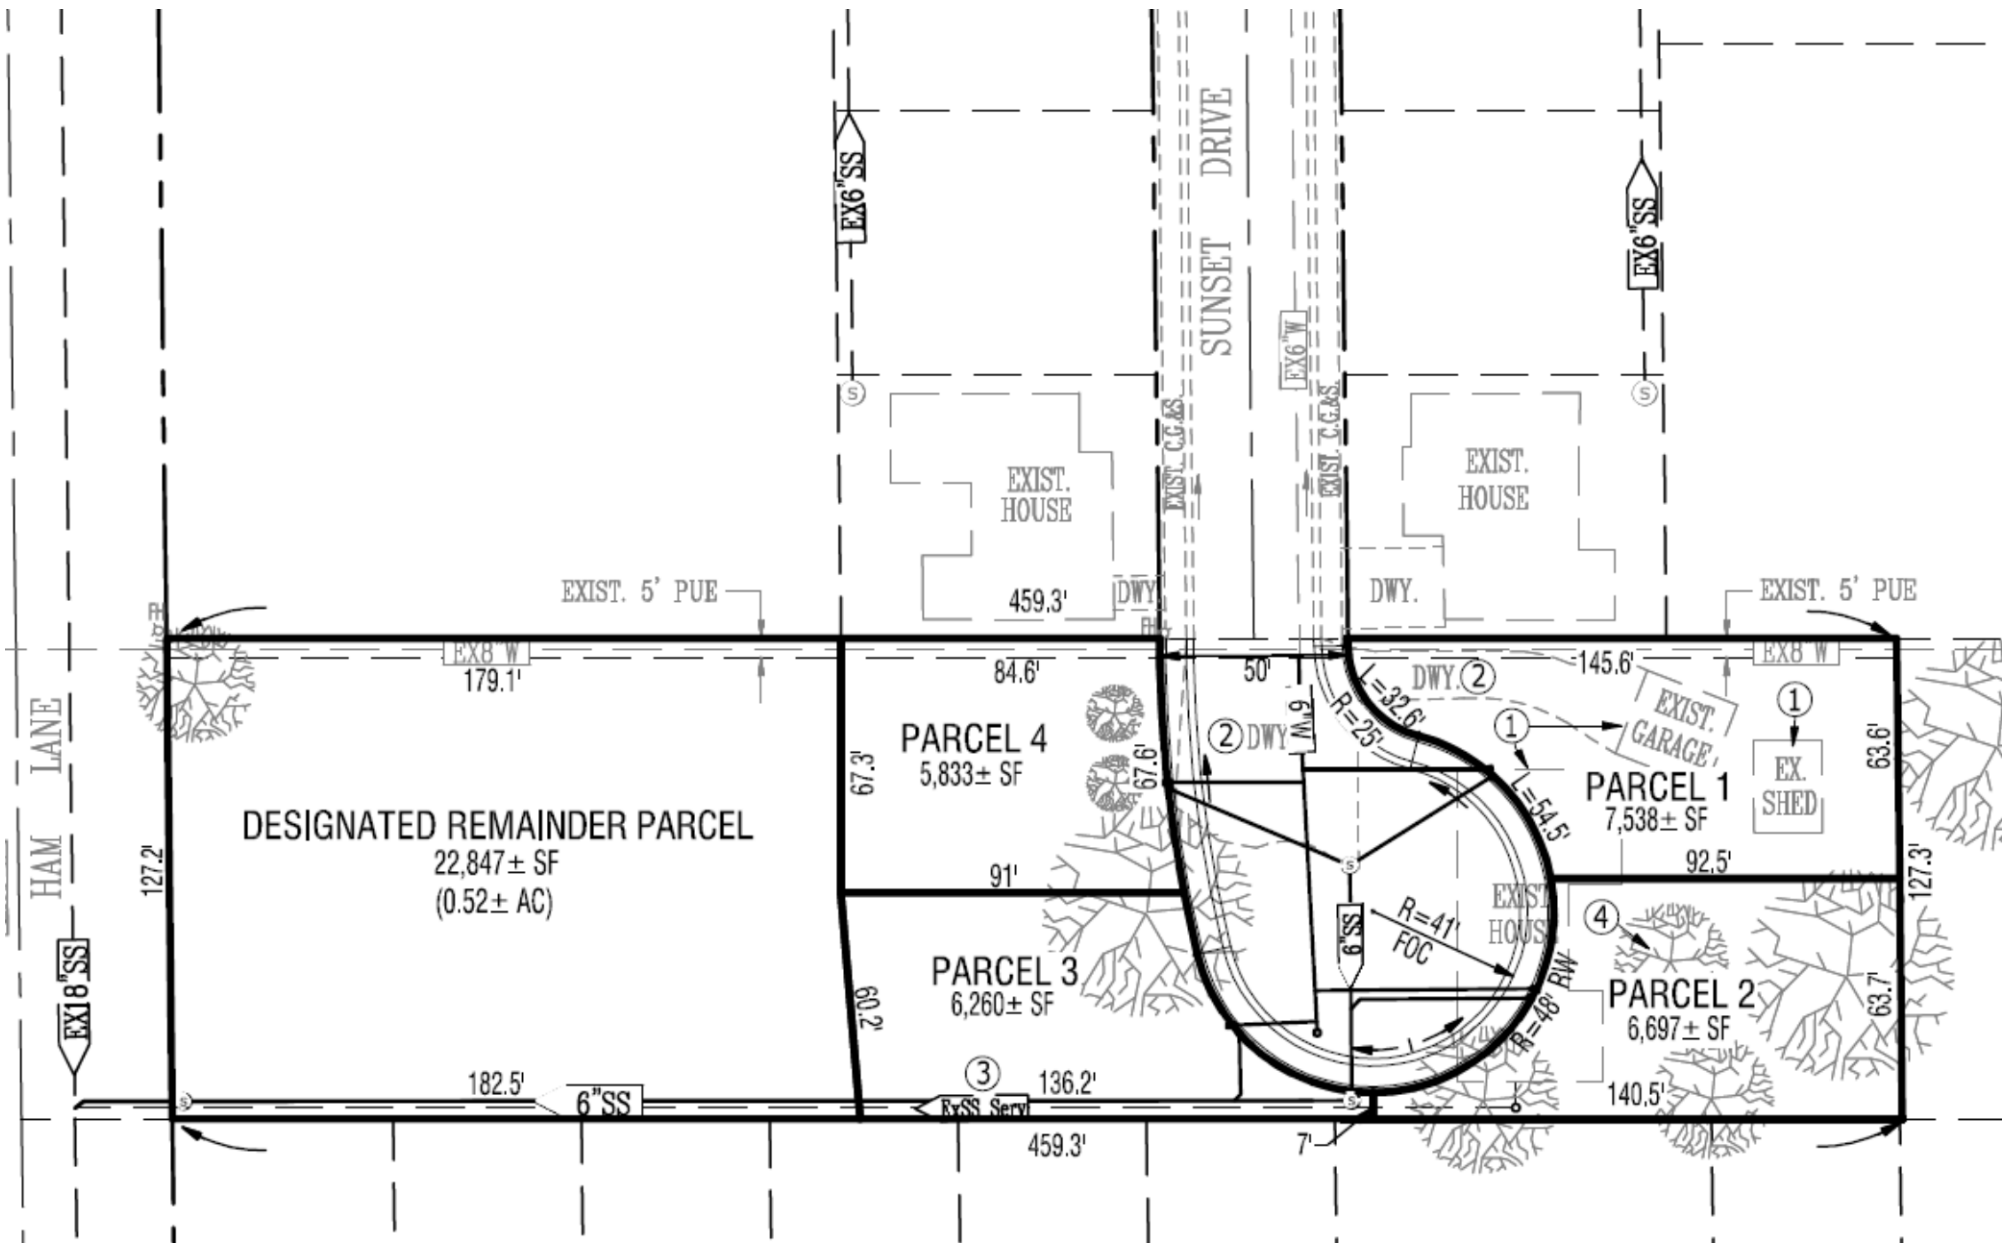 SUNSET DRIVE
EX6"SS
EX6"SS
EX6"W
EXIST. C.G.&S.
EXIST. C.G.&S.
S
S
EXIST.
HOUSE
EXIST.
HOUSE
EXIST. 5' PUE
459.3'
DWY
DWY.
EXIST. 5' PUE
FH
FH
EX8"W
179.1'
84.6'
50'
145.6'
EX8"W
DWY. 2
L=32.6'
R=25'
6"W
2 DWY
1
1
EXIST.
GARAGE
EX.
SHED
63.6'
HAM LANE
PARCEL 4
5,833± SF
67.3'
67.6'
PARCEL 1
7,538± SF
L=54.5'
DESIGNATED REMAINDER PARCEL
22,847± SF
(0.52± AC)
127.2'
91'
S
92.5'
127.3'
EXIST
HOUS
4
R=41'
FOC
6"SS
EX18"SS
PARCEL 3
6,260± SF
60.2'
PARCEL 2
6,697± SF
R=48' RW
63.7'
L
182.5'
6"SS
3
136.2'
ExSS Serv
S
S
140.5'
459.3'
7'